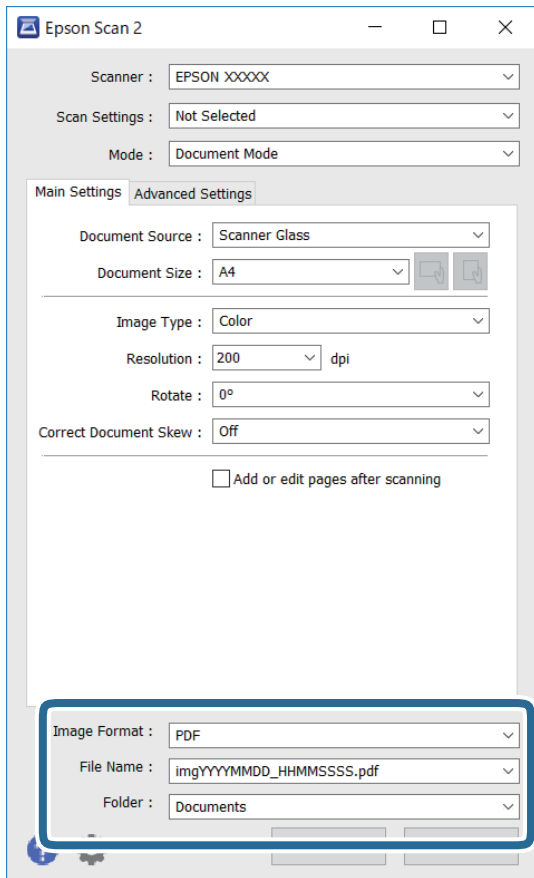 Epson Scan 2
Scanner : EPSON XXXXX
Scan Settings : Not Selected
Mode : Document Mode
Main Settings Advanced Settings
Document Source : Scanner Glass
Document Size : A4
Image Type : Color
Resolution : 200 dpi
Rotate : 0°
Correct Document Skew : Off
Add or edit pages after scanning
Image Format : PDF
File Name : imgYYYYMMDD_HHMMSSSS.pdf
Folder : Documents